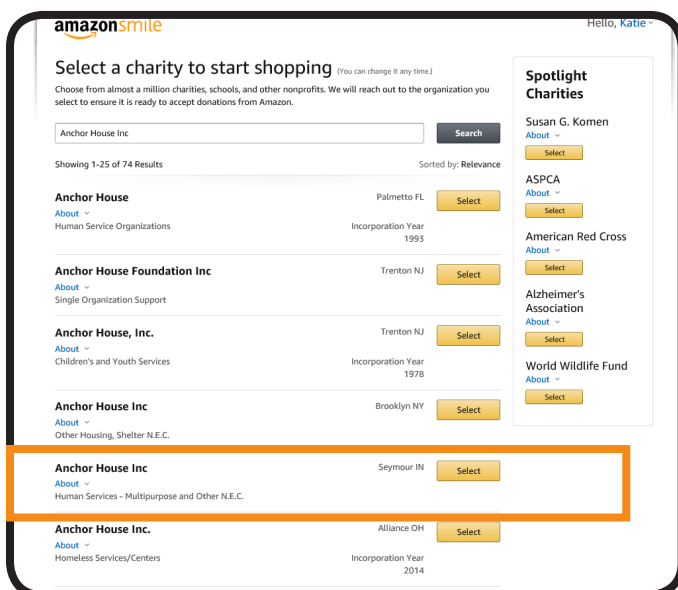 amazonsmile
Hello, Katie
Select a charity to start shopping (You can change it any time.)
Choose from almost a million charities, schools, and other nonprofits. We will reach out to the organization you
select to ensure it is ready to accept donations from Amazon.
Anchor House Inc
Search
Showing 1-25 of 74 Results
Sorted by: Relevance
Anchor House
Palmetto FL
Select
About
Human Service Organizations
Incorporation Year
1993
Anchor House Foundation Inc
Trenton NJ
Select
About
Single Organization Support
Anchor House, Inc.
Trenton NJ
Select
About
Children's and Youth Services
Incorporation Year
1978
Anchor House Inc
Brooklyn NY
Select
About
Other Housing, Shelter N.E.C.
Anchor House Inc
Seymour IN
Select
About
Human Services - Multipurpose and Other N.E.C.
Anchor House Inc.
Alliance OH
Select
About
Homeless Services/Centers
Incorporation Year
2014
Spotlight
Charities
Susan G. Komen
About
Select
ASPCA
About
Select
American Red Cross
About
Select
Alzheimer's
Association
About
Select
World Wildlife Fund
About
Select